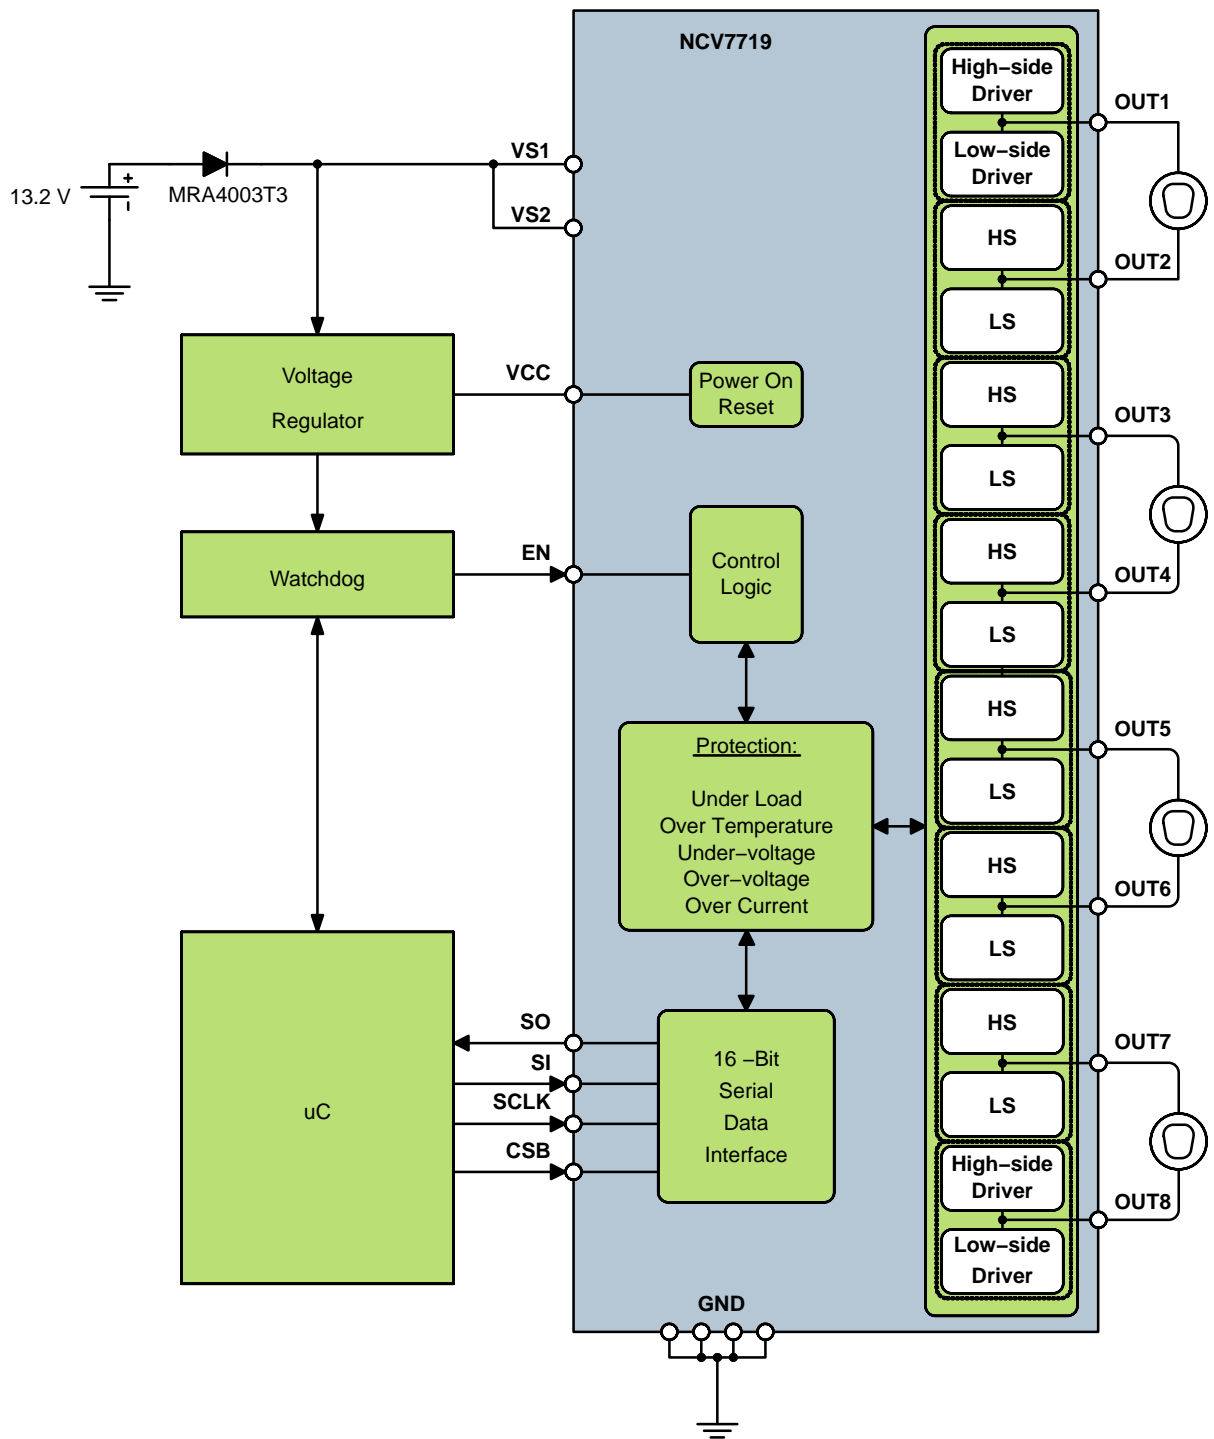 NCV7719
High−side
Driver
OUT1
Low−side
Driver
VS1
13.2 V
+
MRA4003T3
VS2
HS
OUT2
LS
Voltage
Regulator
VCC
Power On
Reset
HS
OUT3
LS
Watchdog
EN
Control
Logic
HS
OUT4
LS
HS
OUT5
LS
Protection:
Under Load
Over Temperature
Under−voltage
Over−voltage
Over Current
HS
OUT6
LS
uC
SO
SI
SCLK
CSB
16 −Bit
Serial
Data
Interface
HS
OUT7
LS
High−side
Driver
OUT8
Low−side
Driver
GND